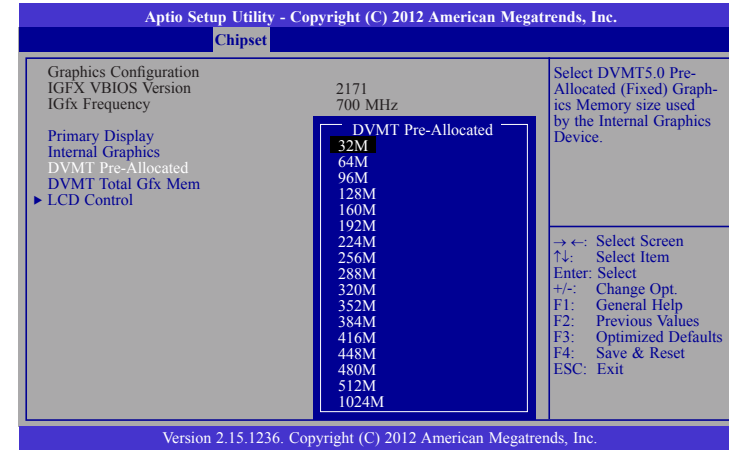 Aptio Setup Utility - Copyright (C) 2012 American Megatrends, Inc.
Chipset
Graphics Configuration
IGFX VBIOS Version 2171
IGfx Frequency 700 MHz
Primary Display
Internal Graphics
DVMT Pre-Allocated
DVMT Total Gfx Mem
► LCD Control
DVMT Pre-Allocated
32M
64M
96M
128M
160M
192M
224M
256M
288M
320M
352M
384M
416M
448M
480M
512M
1024M
Select DVMT5.0 Pre-
Allocated (Fixed) Graph-
ics Memory size used
by the Internal Graphics
Device.
→ ←: Select Screen
↑↓: Select Item
Enter: Select
+/-: Change Opt.
F1: General Help
F2: Previous Values
F3: Optimized Defaults
F4: Save & Reset
ESC: Exit
Version 2.15.1236. Copyright (C) 2012 American Megatrends, Inc.